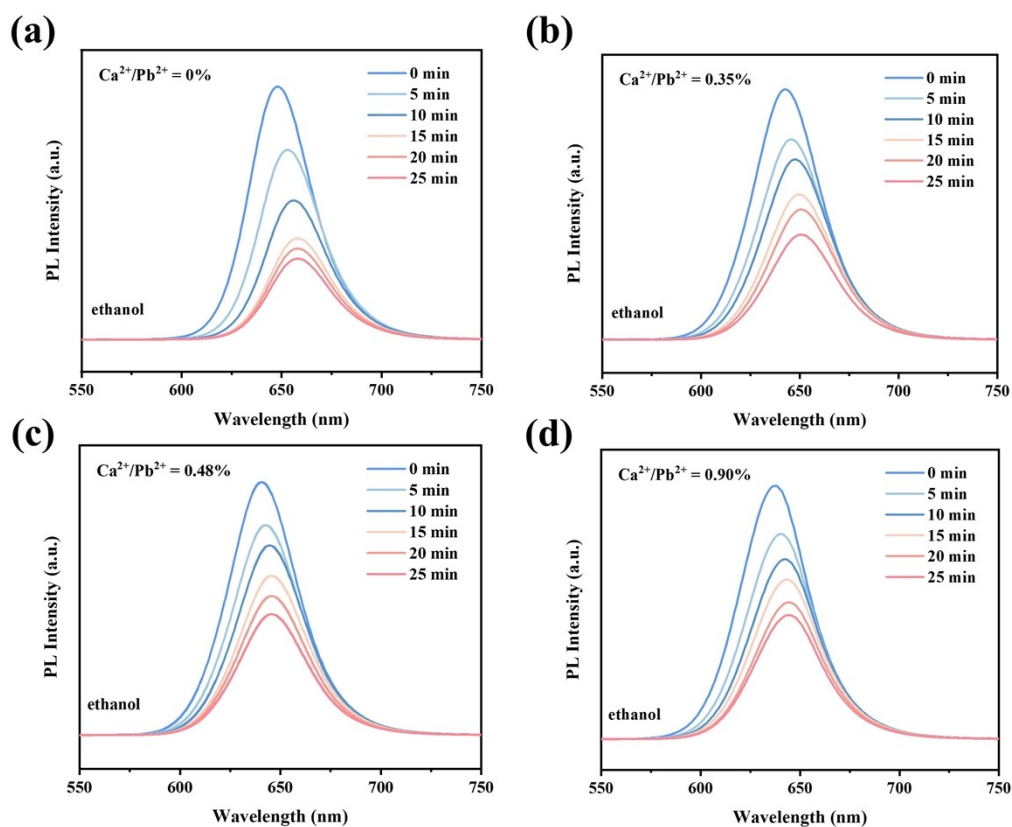 (a)
Ca²⁺/Pb²⁺ = 0%
0 min
5 min
10 min
15 min
20 min
25 min
ethanol
PL Intensity (a.u.)
550 600 650 700 750
Wavelength (nm)
(b)
Ca²⁺/Pb²⁺ = 0.35%
0 min
5 min
10 min
15 min
20 min
25 min
ethanol
PL Intensity (a.u.)
550 600 650 700 750
Wavelength (nm)
(c)
Ca²⁺/Pb²⁺ = 0.48%
0 min
5 min
10 min
15 min
20 min
25 min
ethanol
PL Intensity (a.u.)
550 600 650 700 750
Wavelength (nm)
(d)
Ca²⁺/Pb²⁺ = 0.90%
0 min
5 min
10 min
15 min
20 min
25 min
ethanol
PL Intensity (a.u.)
550 600 650 700 750
Wavelength (nm)